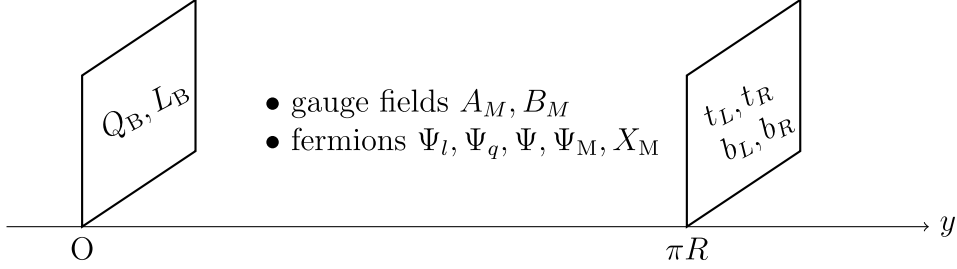 Q_B, L_B
• gauge fields A_M, B_M
• fermions Ψ_l, Ψ_q, Ψ, Ψ_M, X_M
t_L, t_R
b_L, b_R
y
O
πR